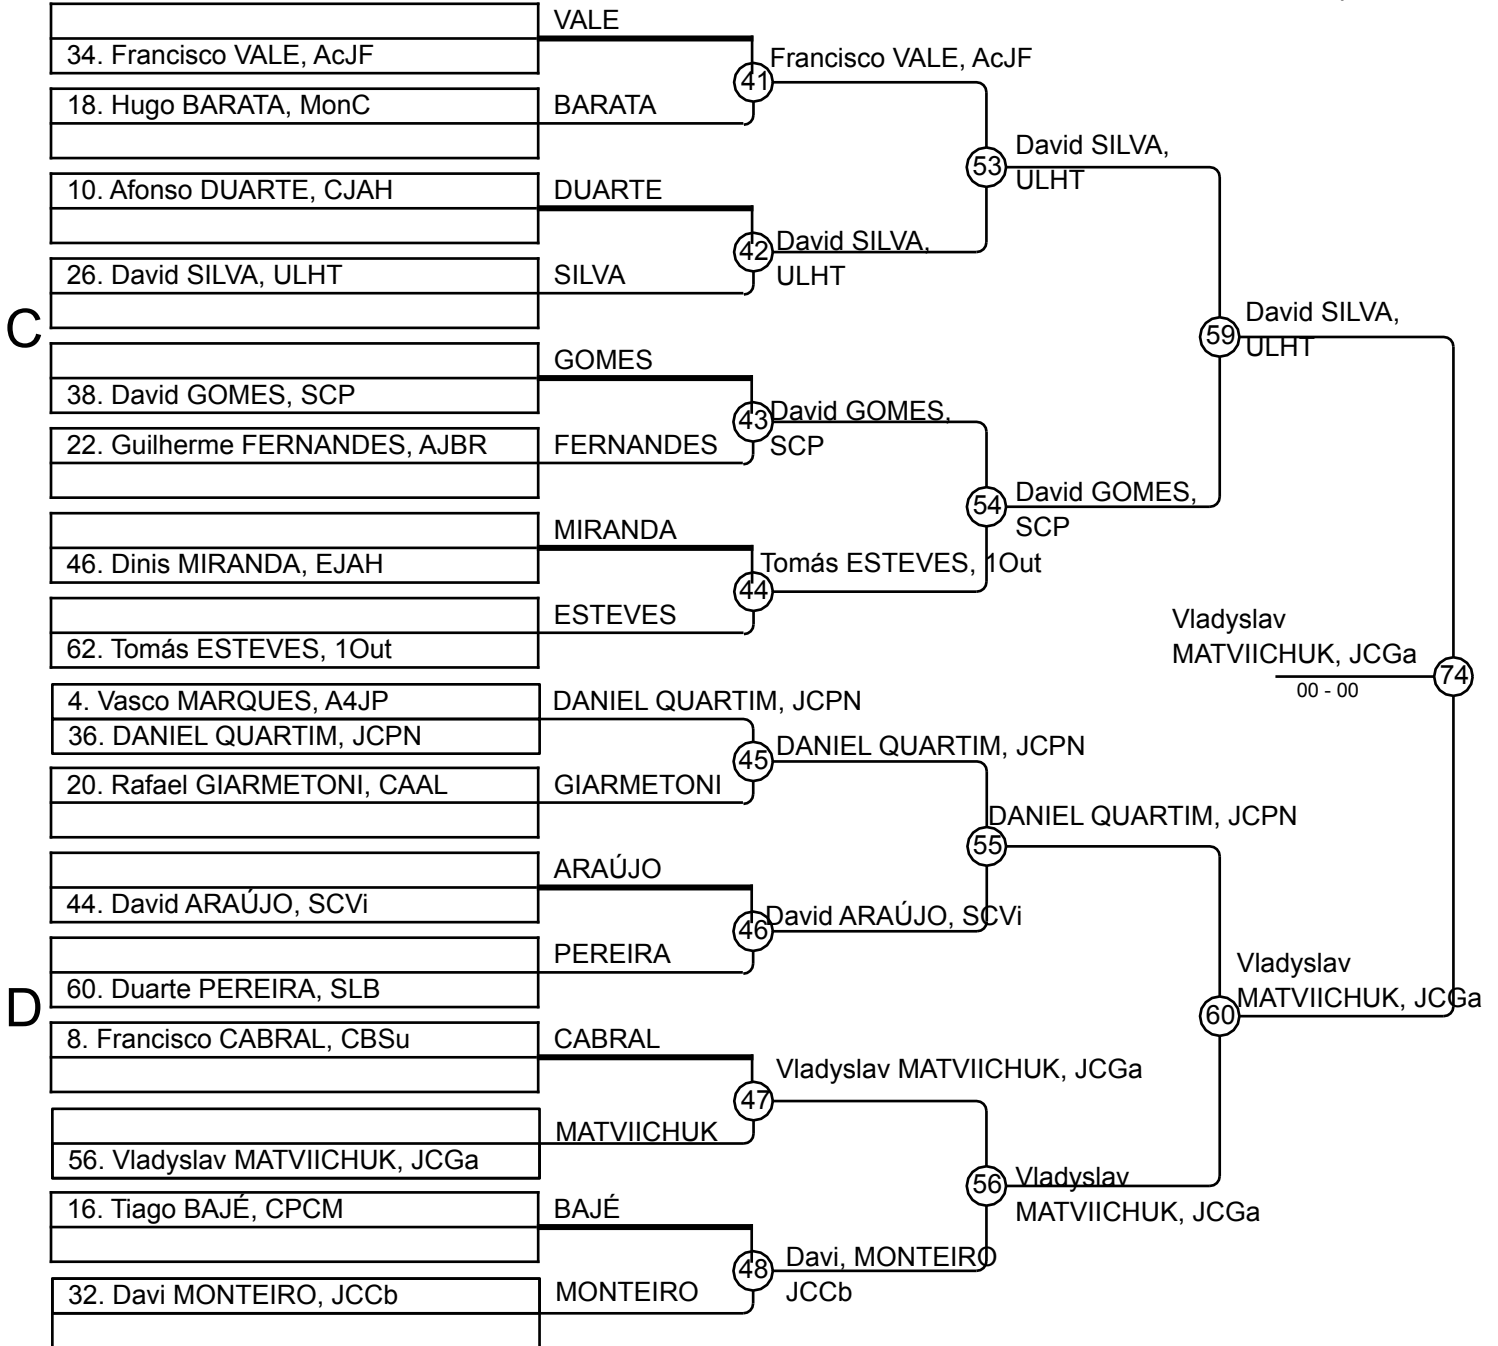 VALE
34. Francisco VALE, AcJF
Francisco VALE, AcJF
41
18. Hugo BARATA, MonC
BARATA
David SILVA,
53
ULHT
10. Afonso DUARTE, CJAH
DUARTE
David SILVA,
42
ULHT
26. David SILVA, ULHT
SILVA
C
David SILVA,
59
ULHT
GOMES
38. David GOMES, SCP
David GOMES,
43
SCP
22. Guilherme FERNANDES, AJBR
FERNANDES
David GOMES,
54
SCP
MIRANDA
46. Dinis MIRANDA, EJAH
Tomás ESTEVES, 1Out
44
ESTEVES
62. Tomás ESTEVES, 1Out
Vladyslav
MATVIICHUK, JCGa
74
00 - 00
4. Vasco MARQUES, A4JP
DANIEL QUARTIM, JCPN
36. DANIEL QUARTIM, JCPN
DANIEL QUARTIM, JCPN
45
20. Rafael GIARMETONI, CAAL
GIARMETONI
DANIEL QUARTIM, JCPN
55
ARAÚJO
44. David ARAÚJO, SCVi
David ARAÚJO, SCVi
46
PEREIRA
60. Duarte PEREIRA, SLB
D
Vladyslav
MATVIICHUK, JCGa
60
8. Francisco CABRAL, CBSu
CABRAL
Vladyslav MATVIICHUK, JCGa
47
MATVIICHUK
56. Vladyslav MATVIICHUK, JCGa
Vladyslav
56
MATVIICHUK, JCGa
16. Tiago BAJÉ, CPCM
BAJÉ
Davi, MONTEIRO
48
JCCb
32. Davi MONTEIRO, JCCb
MONTEIRO